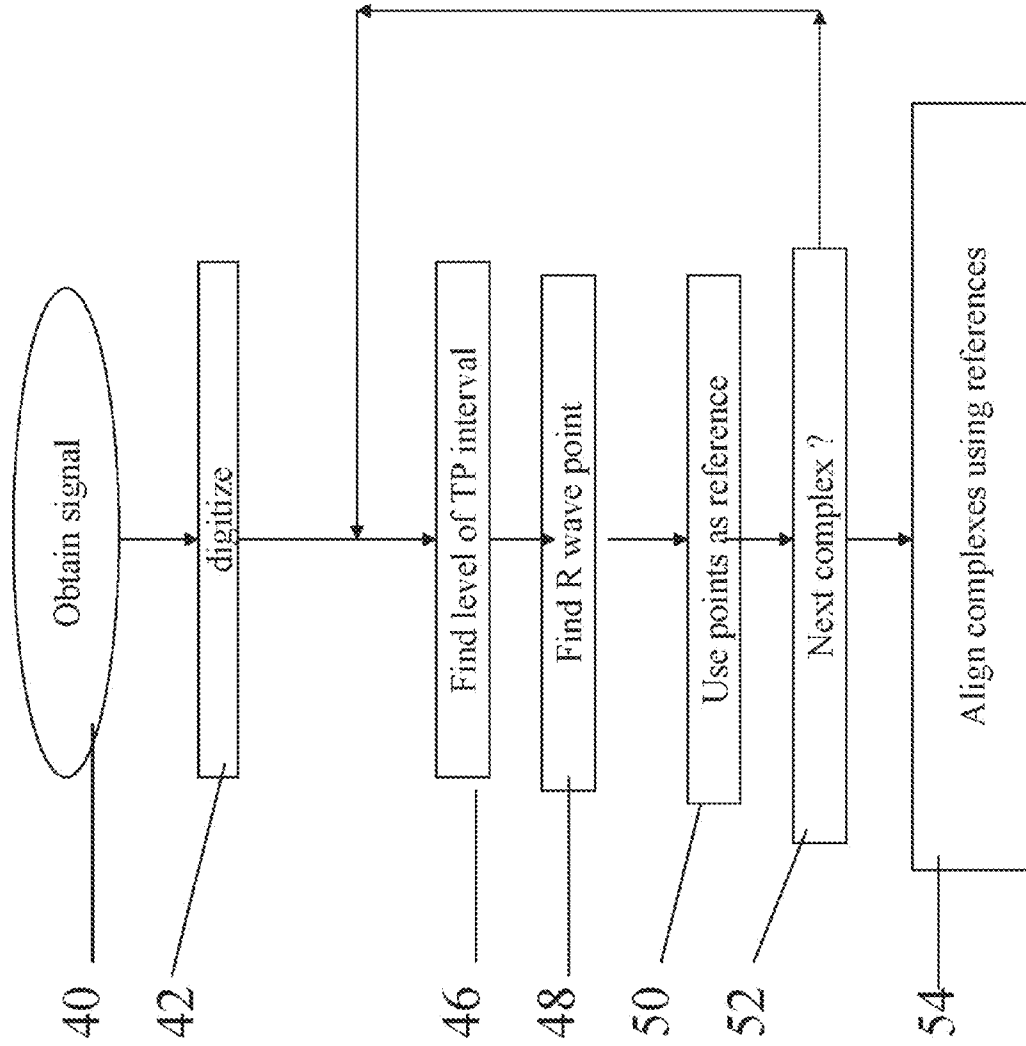 Obtain signal
40
digitize
42
Find level of TP interval
46
Find R wave point
48
Use points as reference
50
Next complex ?
52
Align complexes using references
54